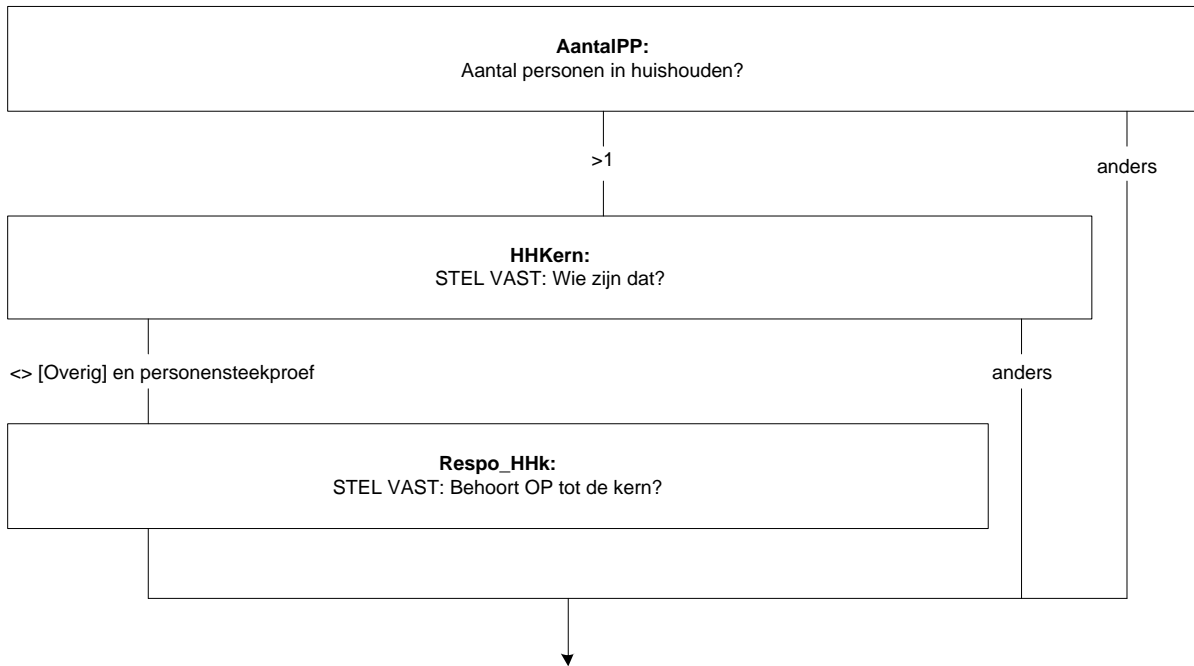 AantalPP:
Aantal personen in huishouden?
>1
anders
HHKern:
STEL VAST: Wie zijn dat?
<> [Overig] en personensteekproef
anders
Respo_HHk:
STEL VAST: Behoort OP tot de kern?